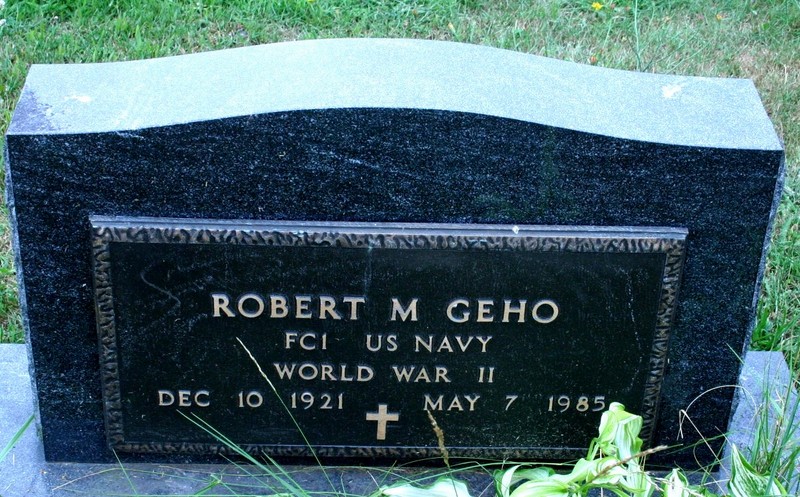 ROBERT M GEHO
FC1 US NAVY
WORLD WAR II
DEC 10 1921 MAY 7 1985